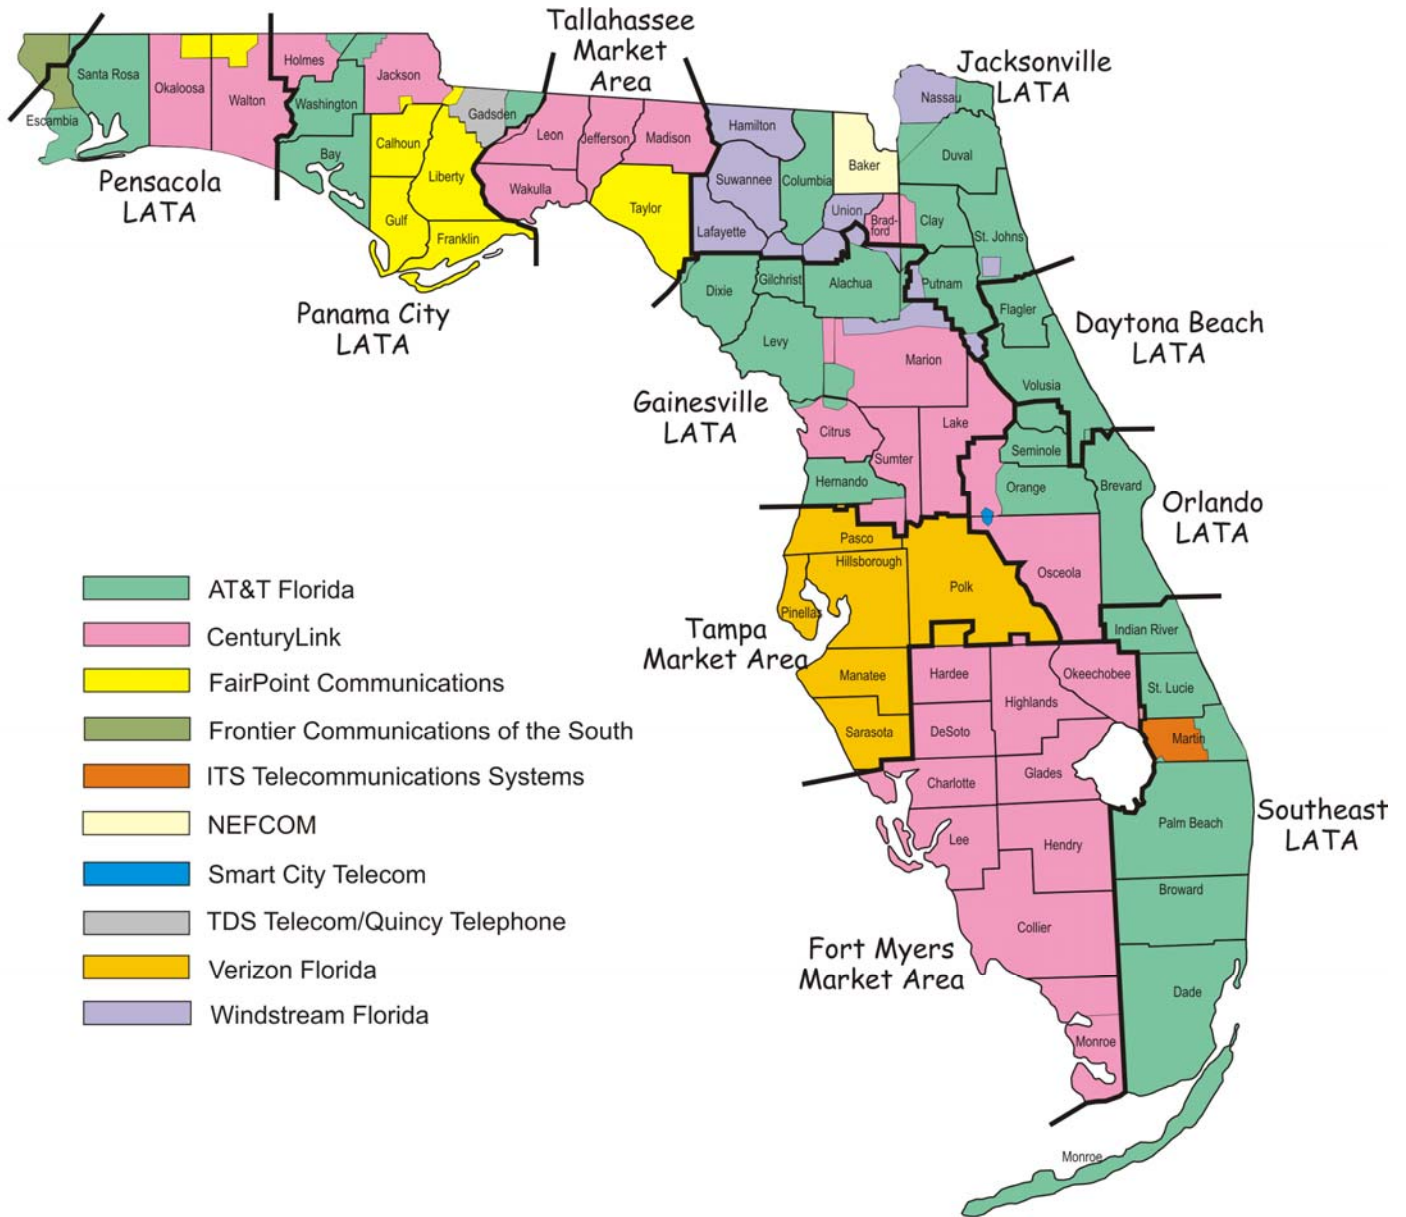 Tallahassee
Market
Area
Jacksonville
LATA
Santa Rosa
Okaloosa
Walton
Holmes
Jackson
Washington
Escambia
Bay
Calhoun
Gadsden
Liberty
Gulf
Franklin
Leon
Jefferson
Madison
Wakulla
Taylor
Hamilton
Suwannee
Lafayette
Columbia
Baker
Nassau
Duval
Union
Brad-
ford
Clay
St. Johns
Pensacola
LATA
Panama City
LATA
Dixie
Gilchrist
Alachua
Putnam
Flagler
Levy
Marion
Volusia
Daytona Beach
LATA
Gainesville
LATA
Citrus
Sumter
Lake
Seminole
Hernando
Orange
Brevard
Orlando
LATA
Pasco
Hillsborough
Polk
Osceola
Pinellas
Tampa
Market Area
Indian River
Manatee
Hardee
Highlands
Okeechobee
St. Lucie
Sarasota
DeSoto
Martin
Charlotte
Glades
Southeast
LATA
Palm Beach
Lee
Hendry
Broward
Collier
Fort Myers
Market Area
Dade
Monroe
Monroe
AT&T Florida
CenturyLink
FairPoint Communications
Frontier Communications of the South
ITS Telecommunications Systems
NEFCOM
Smart City Telecom
TDS Telecom/Quincy Telephone
Verizon Florida
Windstream Florida